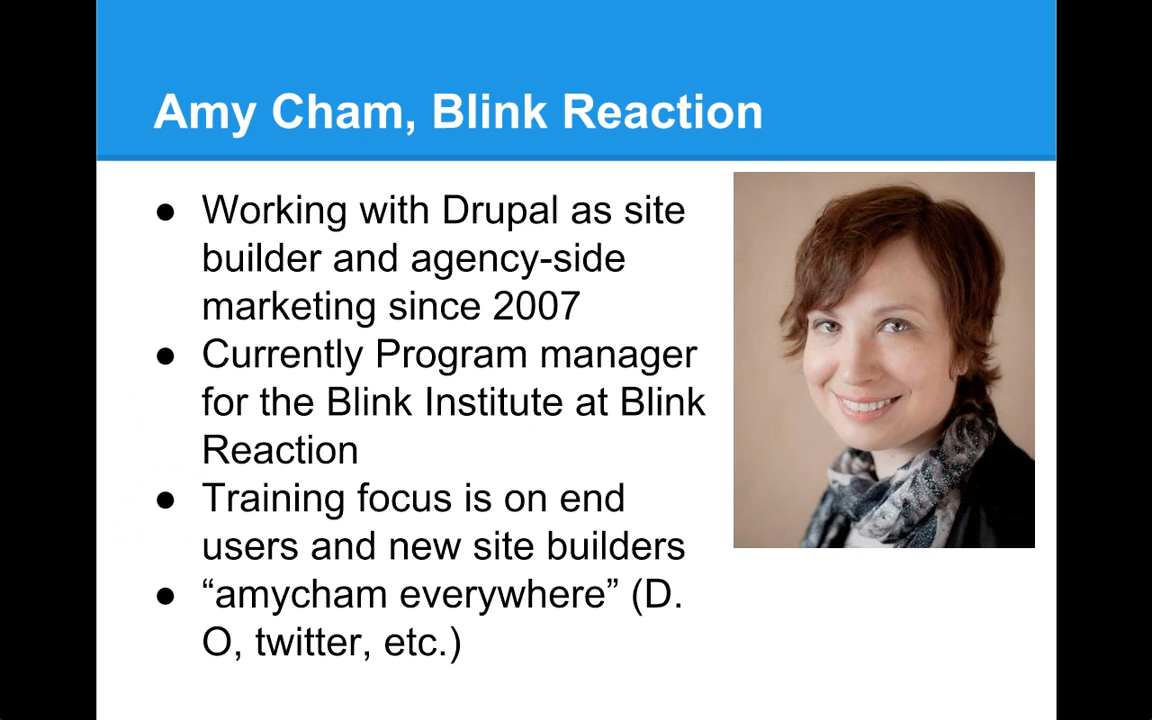 Amy Cham, Blink Reaction
● Working with Drupal as site
builder and agency-side
marketing since 2007
● Currently Program manager
for the Blink Institute at Blink
Reaction
● Training focus is on end
users and new site builders
● “amycham everywhere” (D.
O, twitter, etc.)